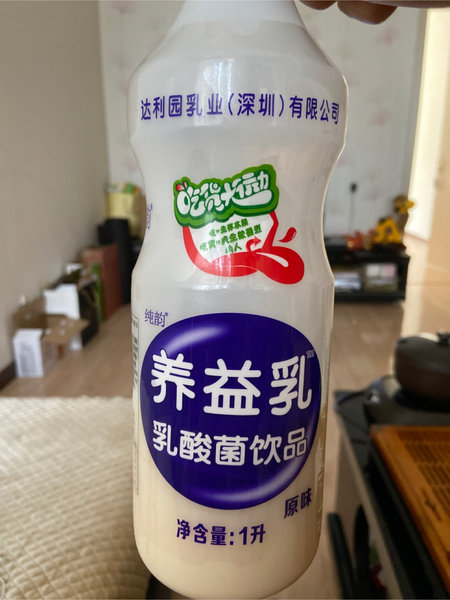 达利园乳业(深圳)有限公司
吃货大行动
纯韵®
养益乳
乳酸菌饮品
原味
净含量:1升